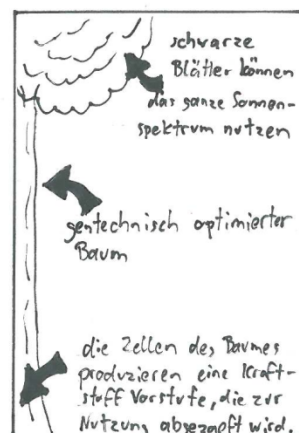 schwarze
Blätter können
das ganze Sonnen-
spektrum nutzen
gentechnisch optimierter
Baum
die Zellen des Baumes
produzieren eine Kraft-
stoff Vorstufe, die zur
Nutzung abgezapft wird.